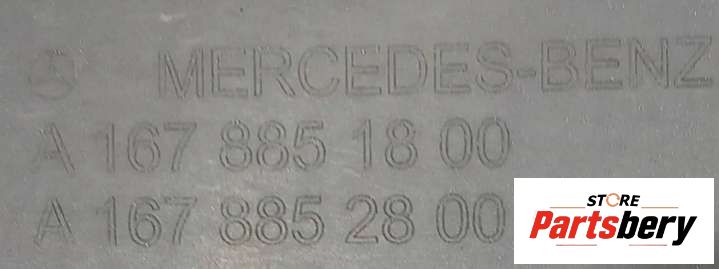 MERCEDES-BENZ
A 167 885 18 00
A 167 885 28 00
STORE
Partsbery